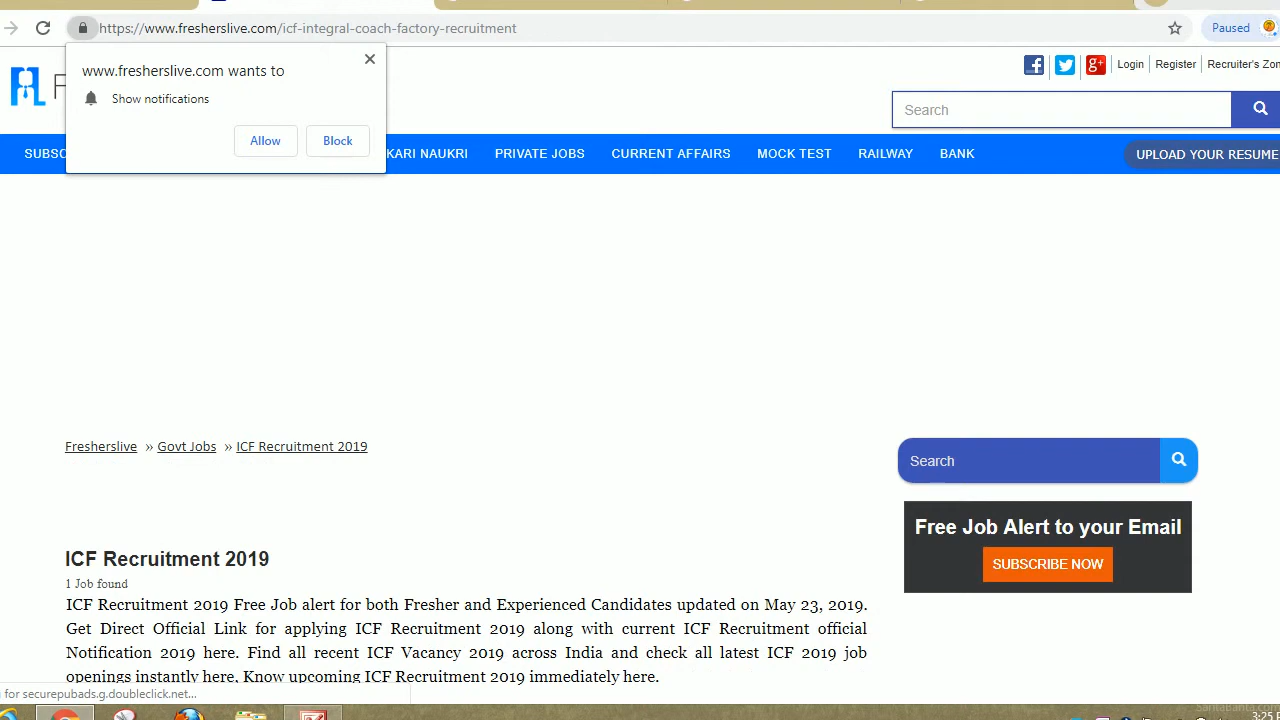 https://www.fresherslive.com/icf-integral-coach-factory-recruitment
Paused
www.fresherslive.com wants to
Show notifications
Allow
Block
F
Login
Register
Recruiter's Zon
Search
SUBSC
KARI NAUKRI
PRIVATE JOBS
CURRENT AFFAIRS
MOCK TEST
RAILWAY
BANK
UPLOAD YOUR RESUME
Fresherslive » Govt Jobs » ICF Recruitment 2019
Search
Free Job Alert to your Email
SUBSCRIBE NOW
ICF Recruitment 2019
1 Job found
ICF Recruitment 2019 Free Job alert for both Fresher and Experienced Candidates updated on May 23, 2019.
Get Direct Official Link for applying ICF Recruitment 2019 along with current ICF Recruitment official
Notification 2019 here. Find all recent ICF Vacancy 2019 across India and check all latest ICF 2019 job
openings instantly here, Know upcoming ICF Recruitment 2019 immediately here.
for securepubads.g.doubleclick.net...
SantaBanta.com
3:25